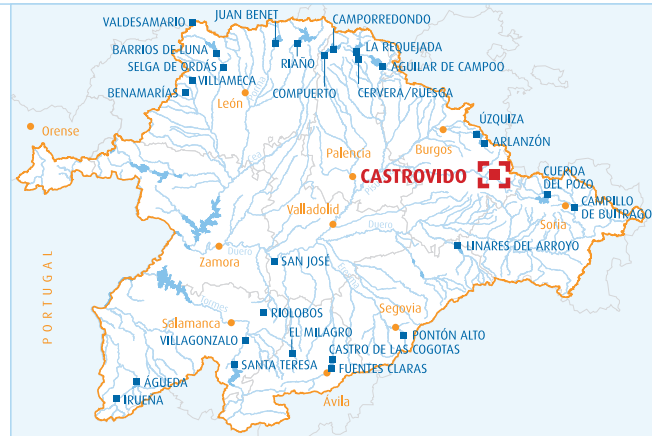 JUAN BENET
CAMPORREDONDO
VALDESAMARIO
BARRIOS DE LUNA
LA REQUEJADA
SELGA DE ORDÁS
RIAÑO
AGUILAR DE CAMPOO
VILLAMECA
BENAMARÍAS
León
COMPUERTO
CERVERA/RUESGA
Orense
ÚZQUIZA
Burgos
ARLANZÓN
Palencia
CASTROVIDO
CUERDA
DEL POZO
CAMPILLO
DE BUITRAGO
Soria
Valladolid
Duero
Duero
Zamora
LINARES DEL ARROYO
SAN JOSÉ
PORTUGAL
Tormes
RIOLOBOS
Segovia
Salamanca
EL MILAGRO
PONTÓN ALTO
VILLAGONZALO
CASTRO DE LAS COGOTAS
SANTA TERESA
FUENTES CLARAS
ÁGUEDA
IRUEÑA
Ávila